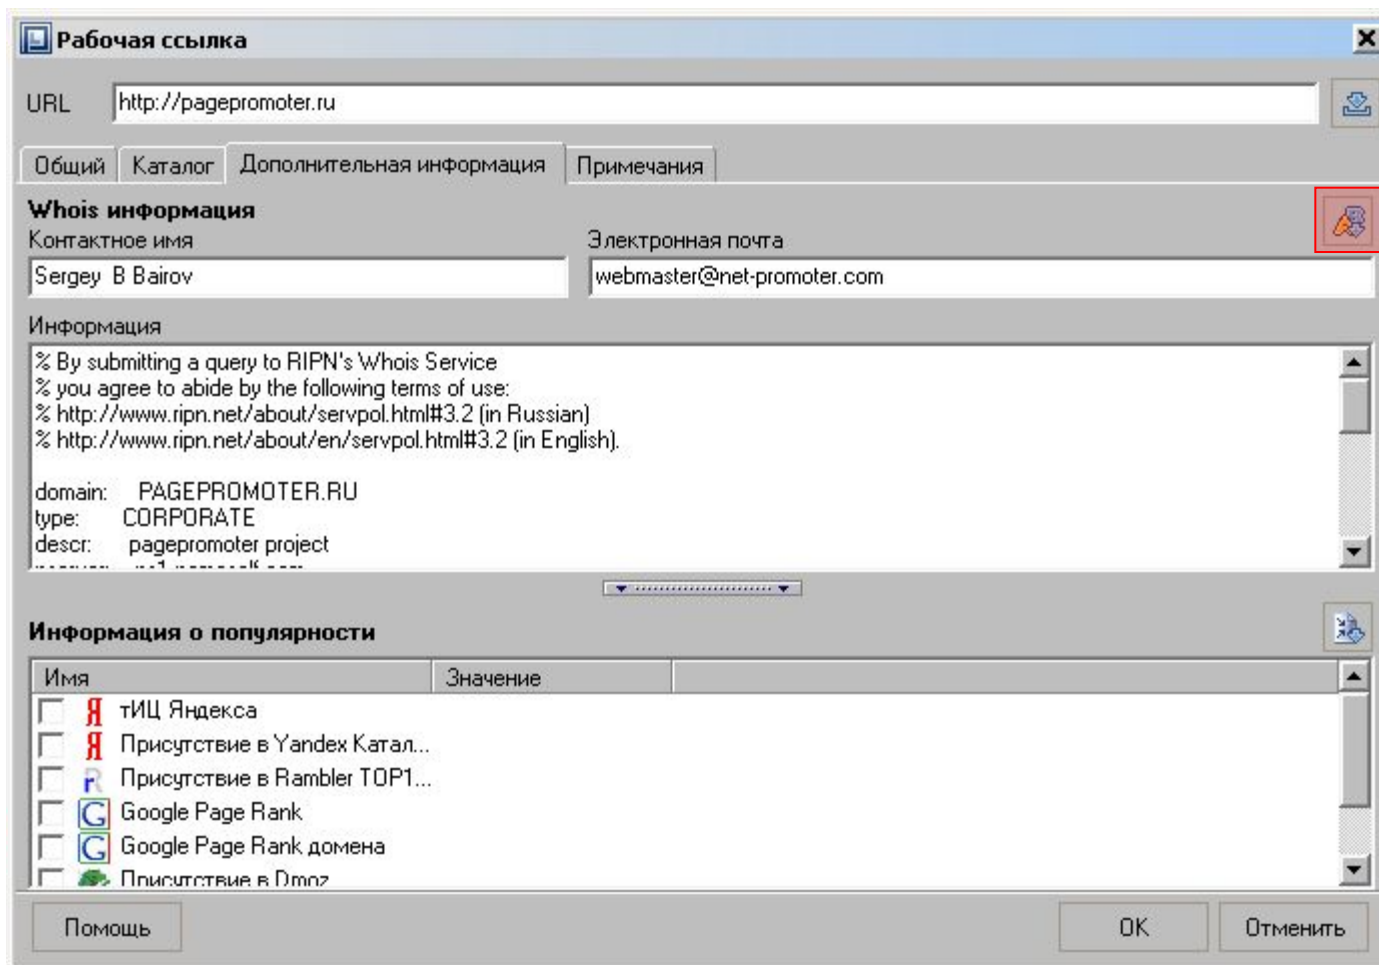 Рабочая ссылка
URL http://pagepromoter.ru
Общий Каталог Дополнительная информация Примечания
Whois информация
Контактное имя Электронная почта
Sergey B Bairov webmaster@net-promoter.com
Информация
% By submitting a query to RIPN's Whois Service
% you agree to abide by the following terms of use:
% http://www.ripn.net/about/servpol.html#3.2 (in Russian)
% http://www.ripn.net/about/en/servpol.html#3.2 (in English).
domain: PAGEPROMOTER.RU
type: CORPORATE
descr: pagepromoter project
Информация о популярности
Имя Значение
Я тИЦ Яндекса
Я Присутствие в Yandex Катал...
r Присутствие в Rambler TOP1...
G Google Page Rank
G Google Page Rank домена
Присутствие в Dmoz
Помощь OK Отменить